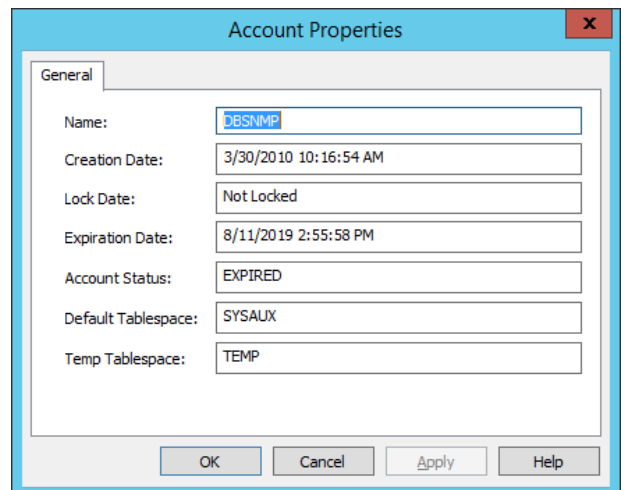 Account Properties
x
General
Name: DBSNMP
Creation Date: 3/30/2010 10:16:54 AM
Lock Date: Not Locked
Expiration Date: 8/11/2019 2:55:58 PM
Account Status: EXPIRED
Default Tablespace: SYSAUX
Temp Tablespace: TEMP
OK Cancel Apply Help